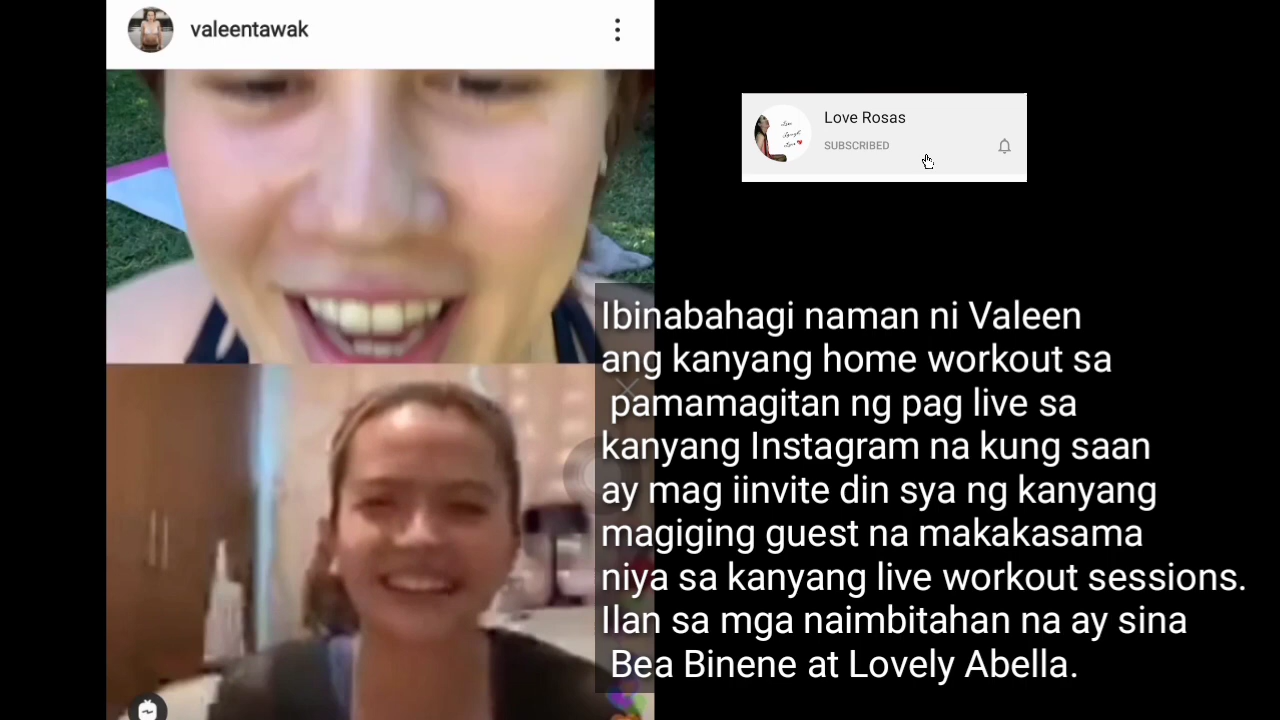 valeentawak
Love Rosas
SUBSCRIBED
Ibinabahagi naman ni Valeen
ang kanyang home workout sa
pamamagitan ng pag live sa
kanyang Instagram na kung saan
ay mag iinvite din sya ng kanyang
magiging guest na makakasama
niya sa kanyang live workout sessions.
Ilan sa mga naimbitahan na ay sina
Bea Binene at Lovely Abella.